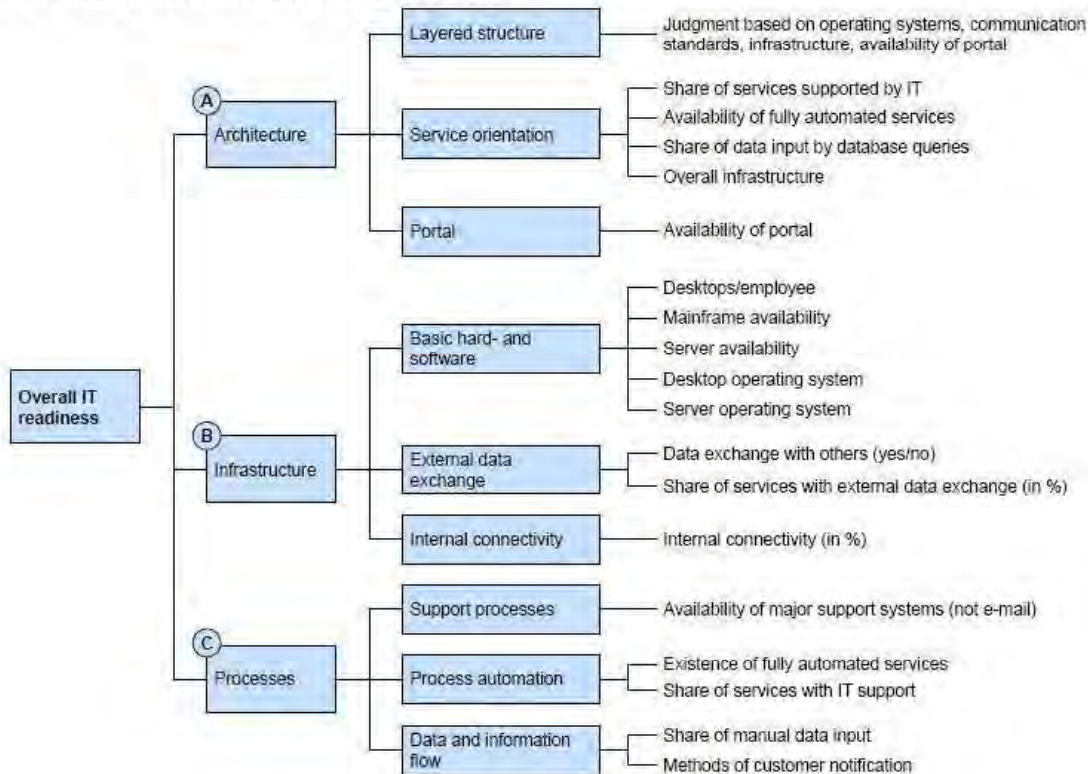 Layered structure
Judgment based on operating systems, communication
standards, infrastructure, availability of portal
A
Architecture
Service orientation
Share of services supported by IT
Availability of fully automated services
Share of data input by database queries
Overall infrastructure
Portal
Availability of portal
Overall IT
readiness
B
Infrastructure
Basic hard- and
software
Desktops/employee
Mainframe availability
Server availability
Desktop operating system
Server operating system
External data
exchange
Data exchange with others (yes/no)
Share of services with external data exchange (in %)
Internal connectivity
Internal connectivity (in %)
C
Processes
Support processes
Availability of major support systems (not e-mail)
Process automation
Existence of fully automated services
Share of services with IT support
Data and information
flow
Share of manual data input
Methods of customer notification